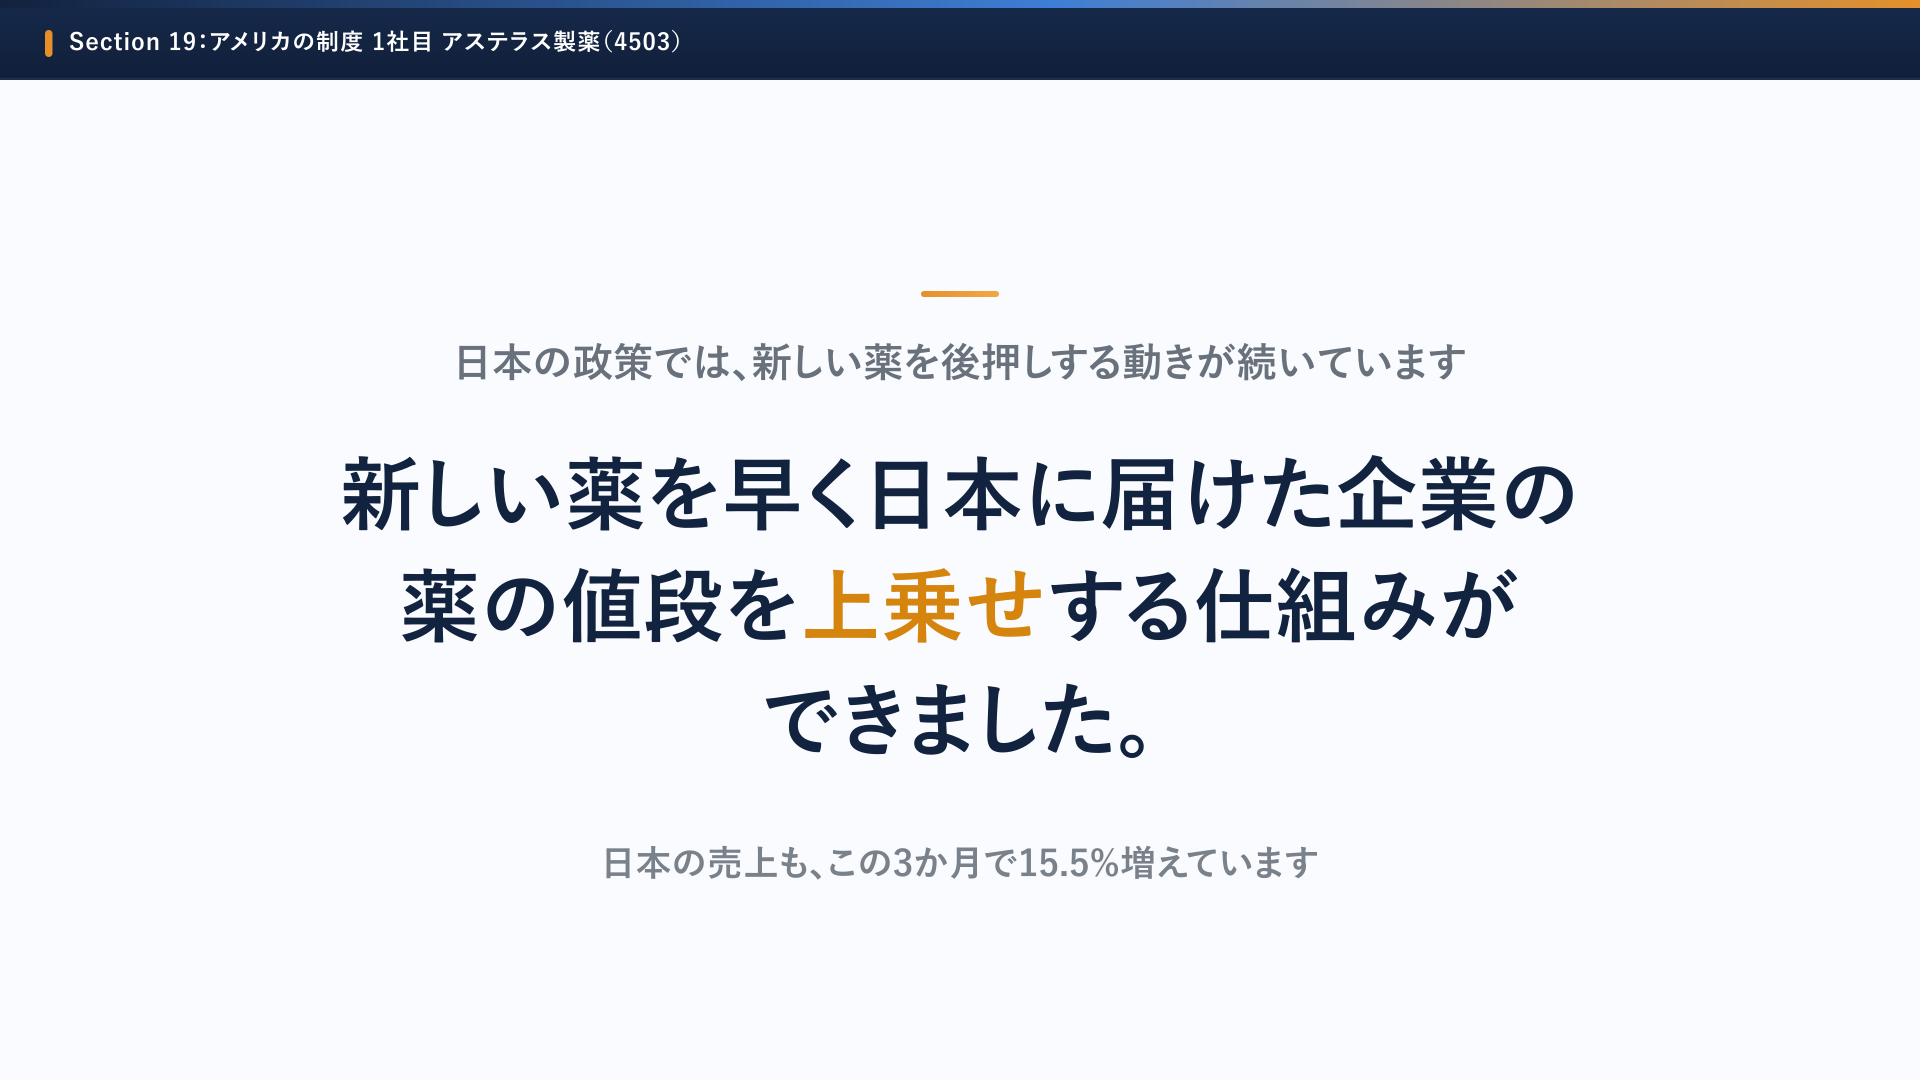 Section 19：アメリカの制度 1社目 アステラス製薬（4503）
日本の政策では、新しい薬を後押しする動きが続いています
新しい薬を早く日本に届けた企業の
薬の値段を上乗せする仕組みが
できました。
日本の売上も、この3か月で15.5%増えています